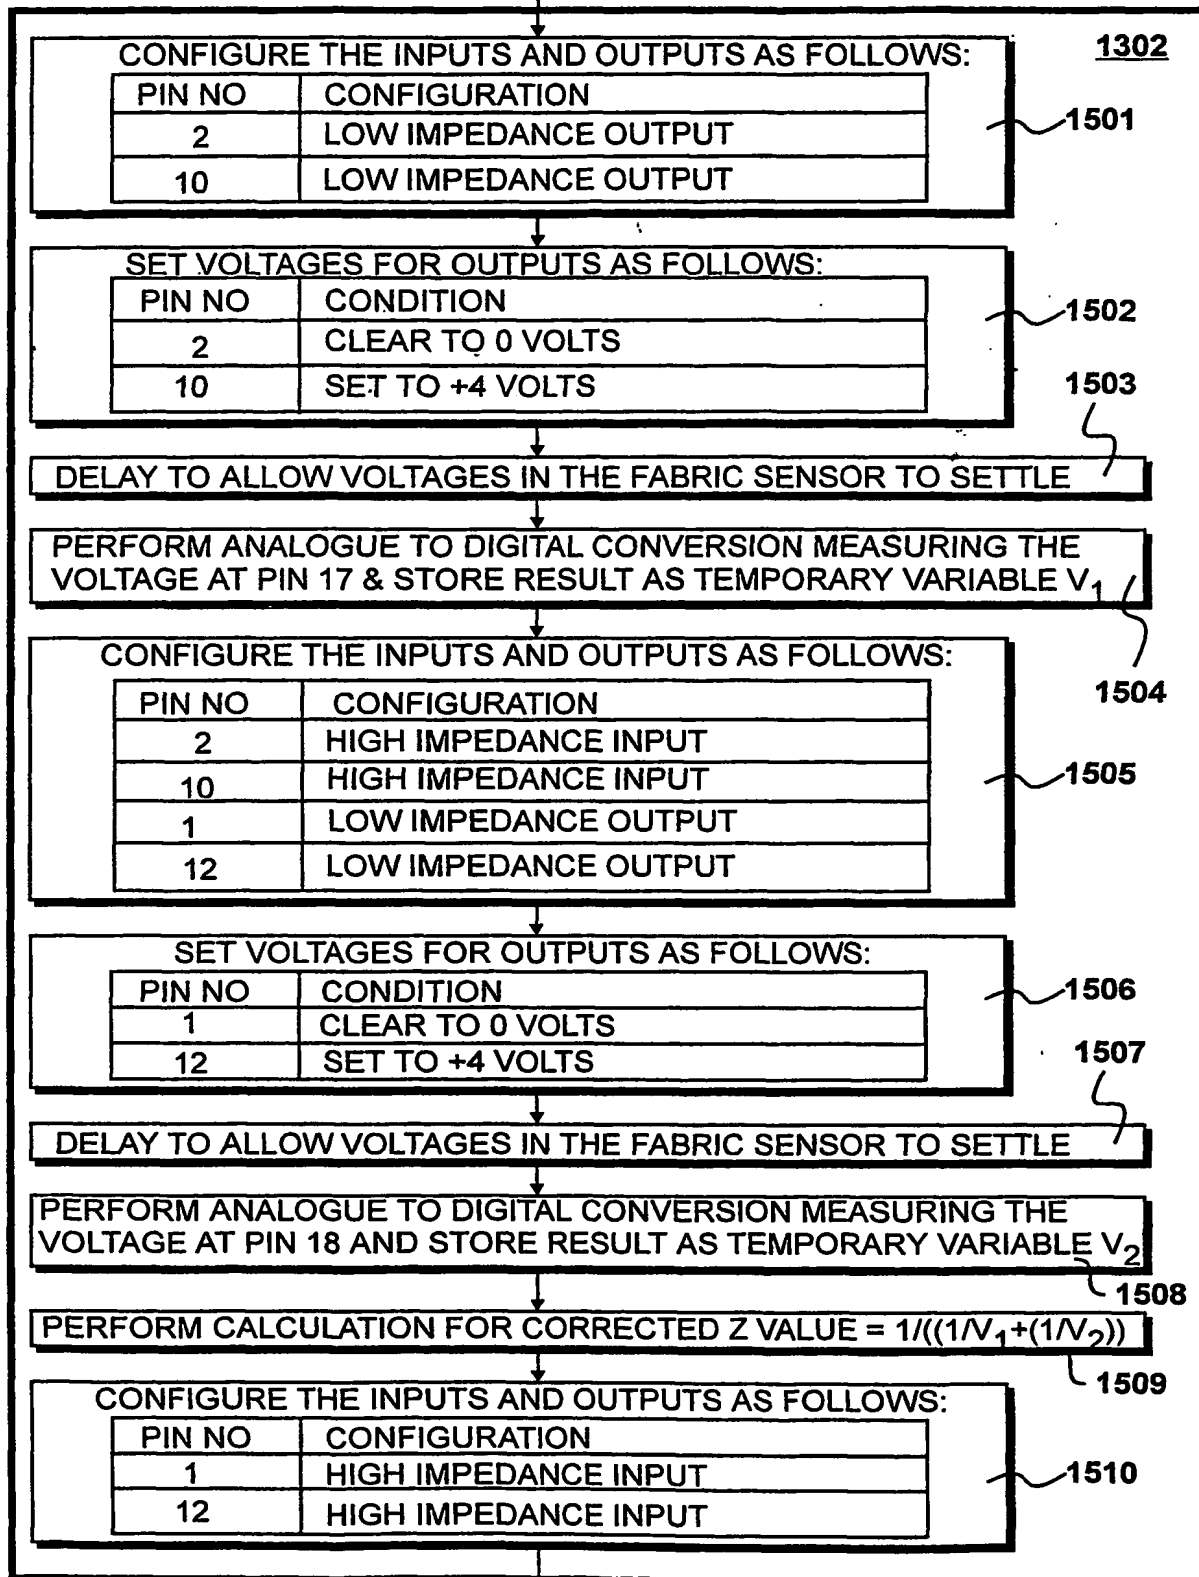 1302
CONFIGURE THE INPUTS AND OUTPUTS AS FOLLOWS:
PIN NO CONFIGURATION
2 LOW IMPEDANCE OUTPUT
10 LOW IMPEDANCE OUTPUT
1501
SET VOLTAGES FOR OUTPUTS AS FOLLOWS:
PIN NO CONDITION
2 CLEAR TO 0 VOLTS
10 SET TO +4 VOLTS
1502
1503
DELAY TO ALLOW VOLTAGES IN THE FABRIC SENSOR TO SETTLE
PERFORM ANALOGUE TO DIGITAL CONVERSION MEASURING THE
VOLTAGE AT PIN 17 & STORE RESULT AS TEMPORARY VARIABLE V1
1504
CONFIGURE THE INPUTS AND OUTPUTS AS FOLLOWS:
PIN NO CONFIGURATION
2 HIGH IMPEDANCE INPUT
10 HIGH IMPEDANCE INPUT
1 LOW IMPEDANCE OUTPUT
12 LOW IMPEDANCE OUTPUT
1505
SET VOLTAGES FOR OUTPUTS AS FOLLOWS:
PIN NO CONDITION
1 CLEAR TO 0 VOLTS
12 SET TO +4 VOLTS
1506
1507
DELAY TO ALLOW VOLTAGES IN THE FABRIC SENSOR TO SETTLE
PERFORM ANALOGUE TO DIGITAL CONVERSION MEASURING THE
VOLTAGE AT PIN 18 AND STORE RESULT AS TEMPORARY VARIABLE V2
1508
PERFORM CALCULATION FOR CORRECTED Z VALUE = 1/((1/V1+(1/V2))
1509
CONFIGURE THE INPUTS AND OUTPUTS AS FOLLOWS:
PIN NO CONFIGURATION
1 HIGH IMPEDANCE INPUT
12 HIGH IMPEDANCE INPUT
1510